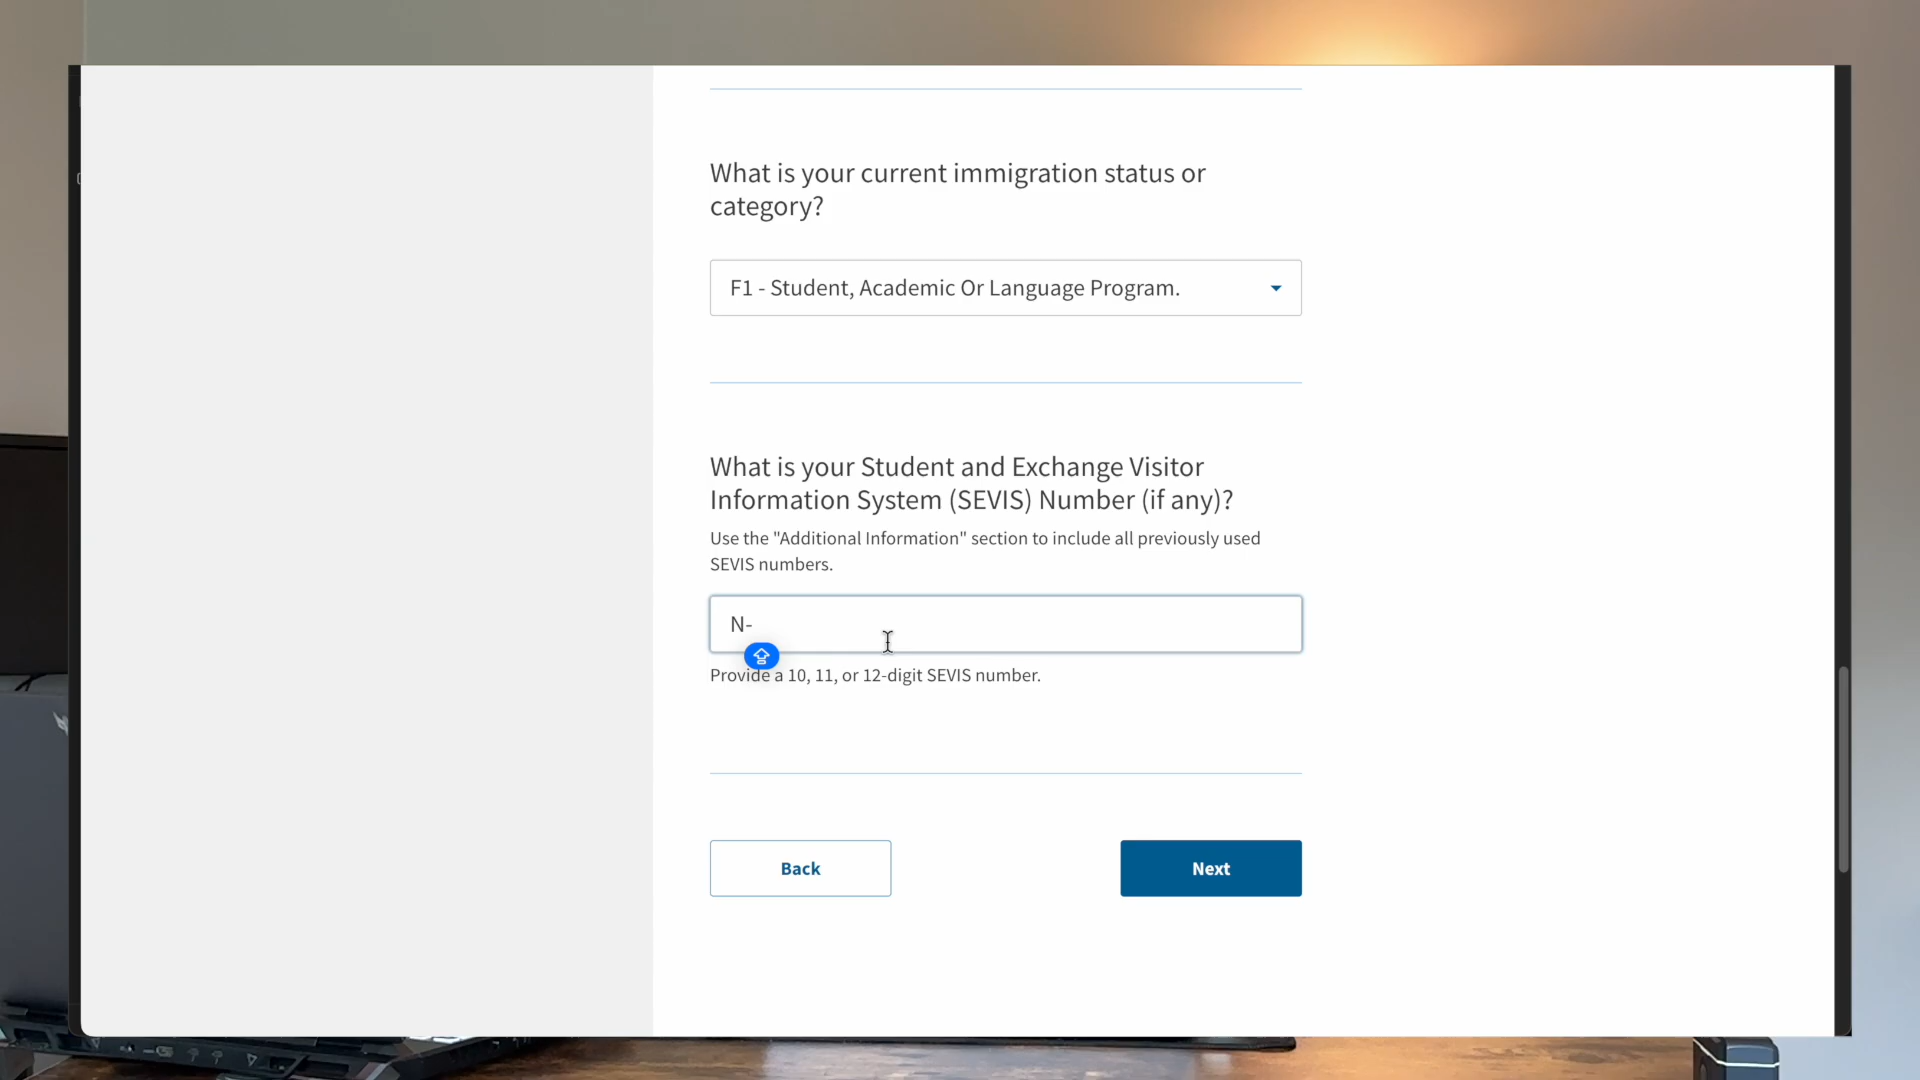 What is your current immigration status or
category?
F1 - Student, Academic Or Language Program.
What is your Student and Exchange Visitor
Information System (SEVIS) Number (if any)?
Use the "Additional Information" section to include all previously used
SEVIS numbers.
N-
Provide a 10, 11, or 12-digit SEVIS number.
Back
Next